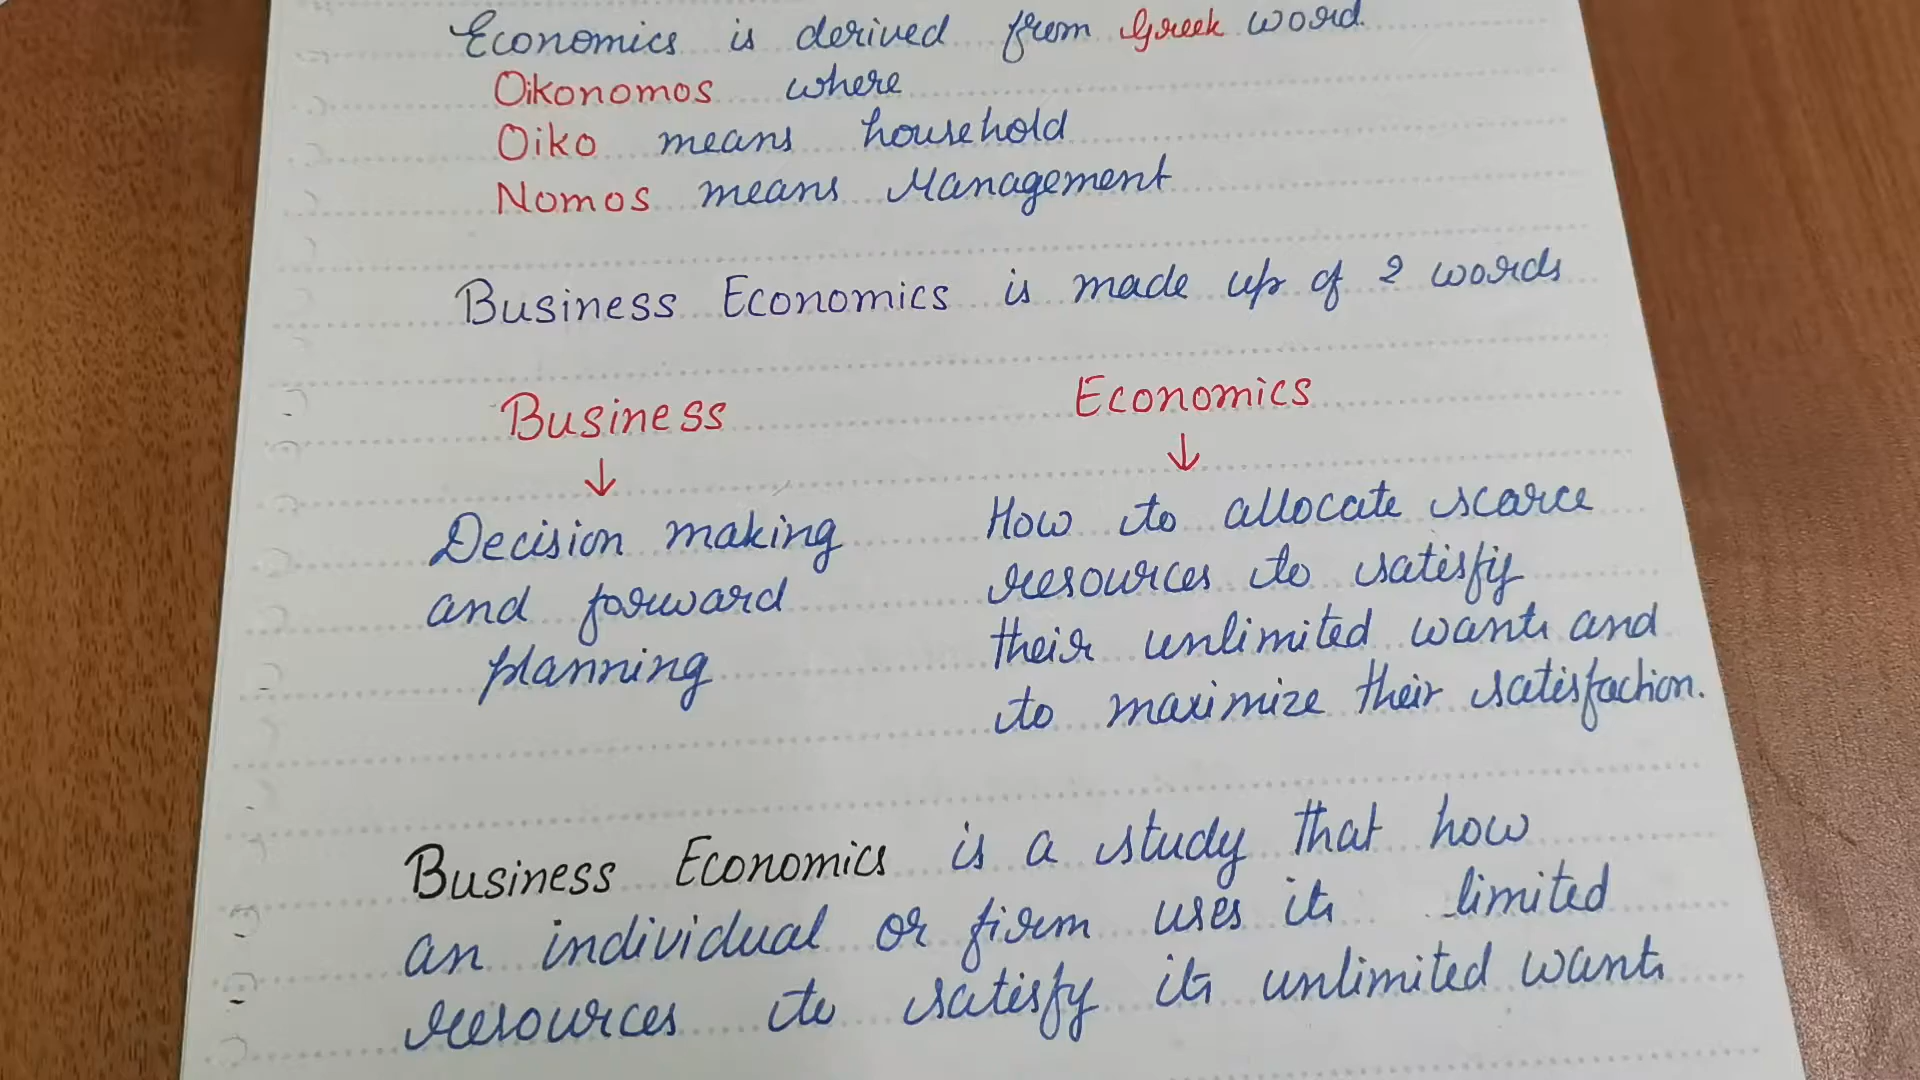 Economics is derived from Greek word.
Oikonomos where
Oiko means household
Nomos means Management
Business Economics is made up of 2 words
Business
↓
Decision making
and forward
planning
Economics
↓
How to allocate scarce
resources to satisfy
their unlimited wants and
to maximize their satisfaction.
Business Economics is a study that how
an individual or firm uses its limited
resources to satisfy its unlimited wants